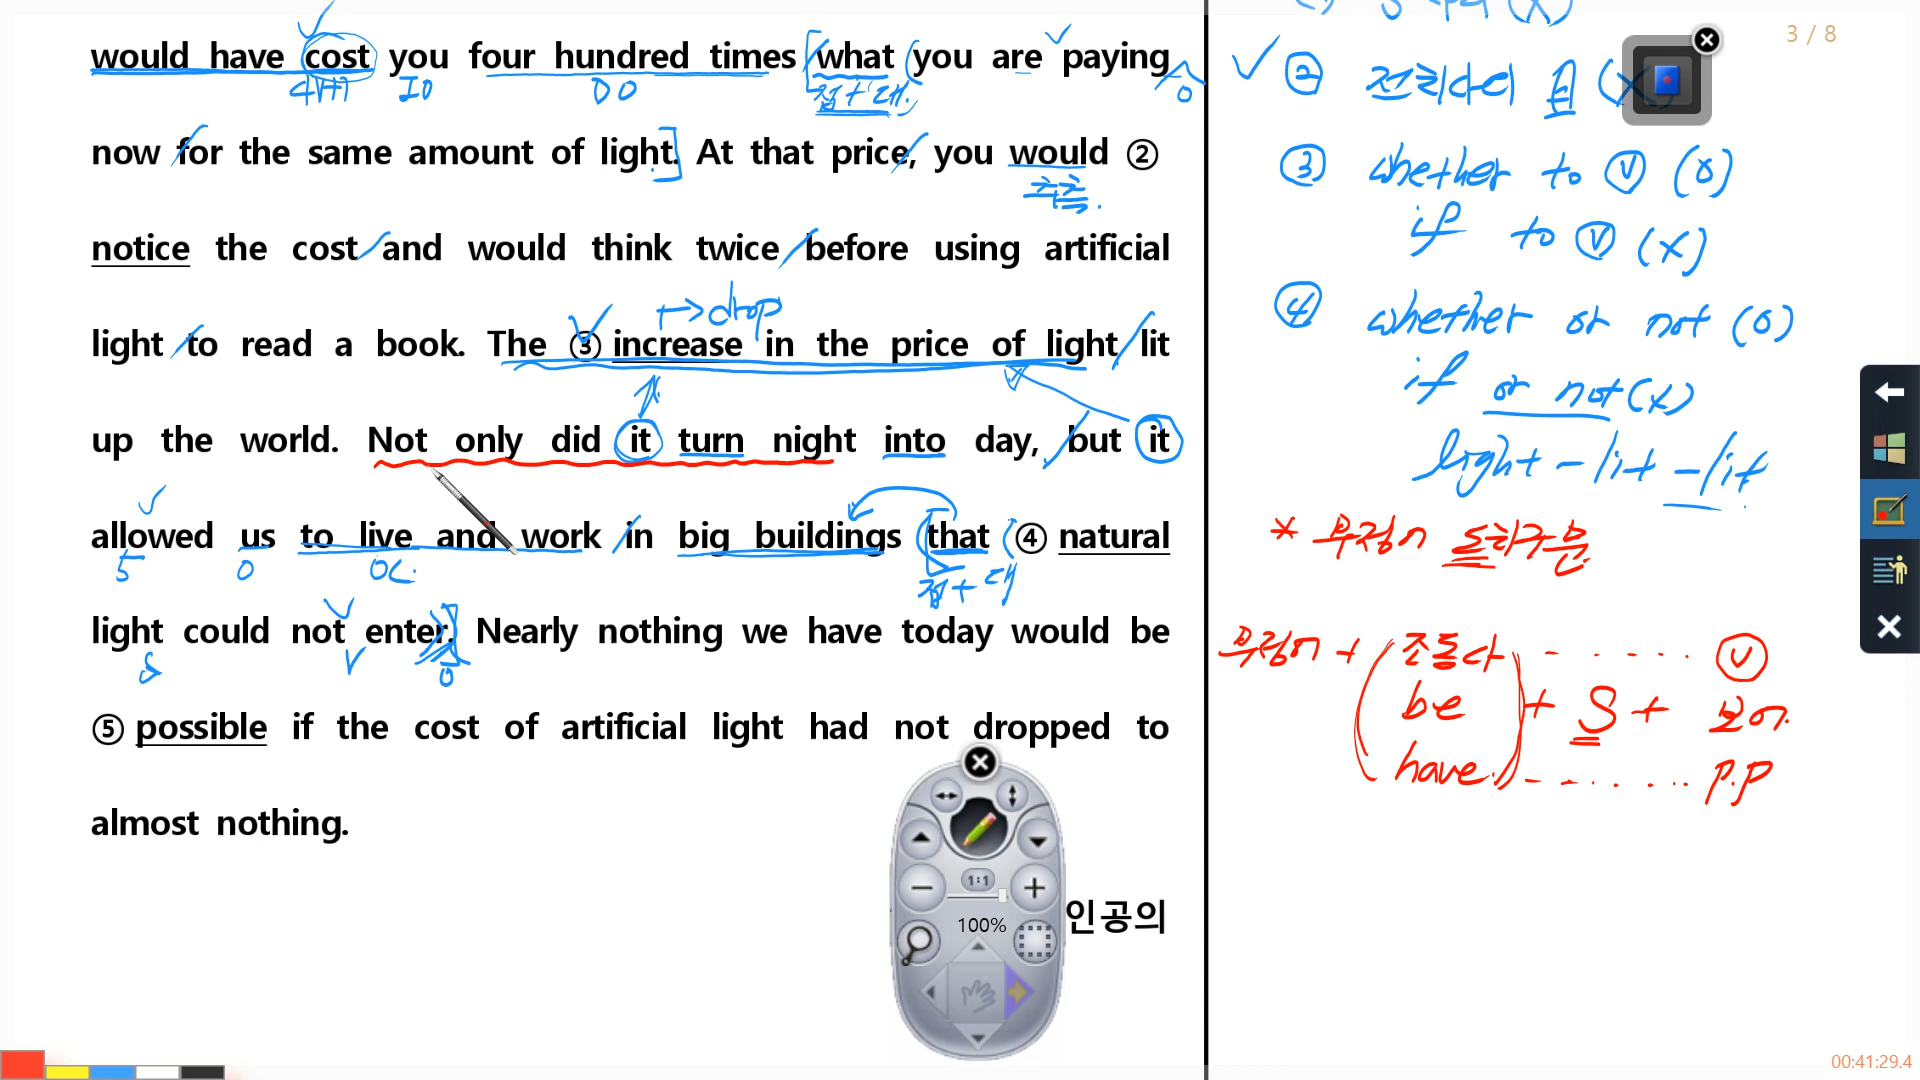 would have cost you four hundred times what you are paying
4형식 IO DO 접+대. O
now for the same amount of light. At that price, you would ②
추측.
notice the cost and would think twice before using artificial
→ drop
light to read a book. The ③ increase in the price of light lit
up the world. Not only did it turn night into day, but it
allowed us to live and work in big buildings that ④ natural
5 O OC. 접+대
light could not enter. Nearly nothing we have today would be
S V O
⑤ possible if the cost of artificial light had not dropped to
almost nothing.
인공의
3 / 8
② 전치사의 目 (X)
③ whether to Ⓥ (O)
if to Ⓥ (X)
④ whether or not (O)
if or not (X)
light - lit - lit
* 부정어 도치구문
부정어 + 조동사 ······ Ⓥ
be + S + 보어.
have ······ P.P
1:1
100%
00:41:29.4